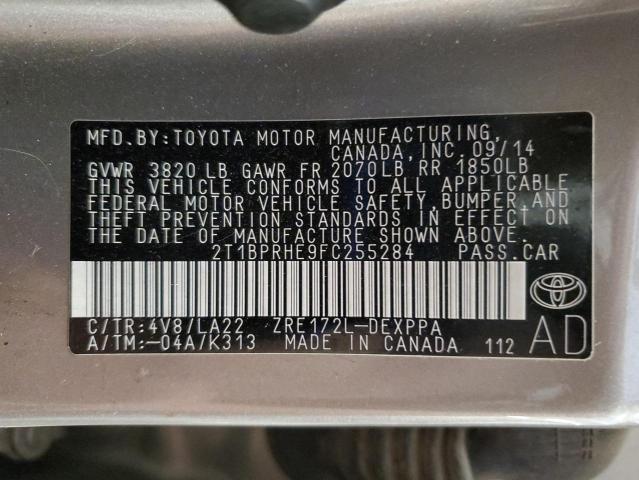 MFD. BY: TOYOTA MOTOR MANUFACTURING,
CANADA, INC. 09/14
GVWR 3820 LB GAWR FR 2070LB RR 1850LB
THIS VEHICLE CONFORMS TO ALL APPLICABLE
FEDERAL MOTOR VEHICLE SAFETY, BUMPER, AND
THEFT PREVENTION STANDARDS IN EFFECT ON
THE DATE OF MANUFACTURE SHOWN ABOVE.
2T1BPRHE9FC255284 PASS. CAR
C/TR: 4V8/LA22 ZRE172L-DEXPPA
A/TM: -04A/K313 MADE IN CANADA 112 AD